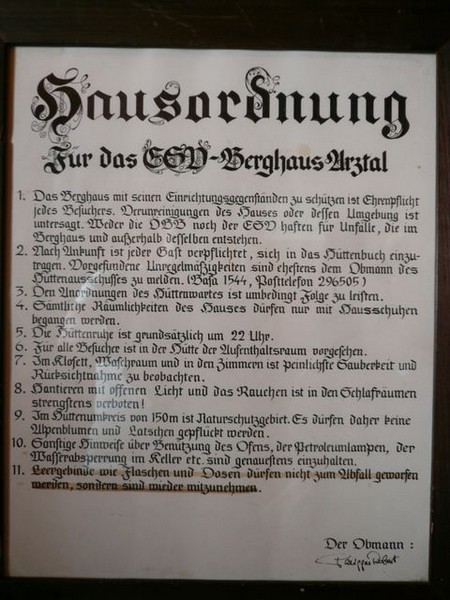 Hausordnung
Für das ESV-Berghaus Arztal
1. Das Berghaus mit seinen Einrichtungsgegenständen zu schützen ist Ehrenpflicht
jedes Besuchers. Verunreinigungen des Hauses oder dessen Umgebung ist
untersagt. Weder die ÖBB noch der ESV haften für Unfälle, die im
Berghaus und außerhalb desselben entstehen.
2. Nach Ankunft ist jeder Gast verpflichtet, sich in das Hüttenbuch einzu-
tragen. Vorgefundene Unregelmäßigkeiten sind ehestens dem Obmann des
Hüttenausschusses zu melden. (Basa 1544, Posttelefon 296505)
3. Den Anordnungen des Hüttenwartes ist unbedingt Folge zu leisten.
4. Sämtliche Räumlichkeiten des Hauses dürfen nur mit Hausschuhen
begangen werden.
5. Die Hüttenruhe ist grundsätzlich um 22 Uhr.
6. Für alle Besucher ist in der Hütte der Aufenthaltsraum vorgesehen.
7. Im Klosett, Waschraum und in den Zimmern ist peinlichste Sauberkeit und
Rücksichtnahme zu beobachten.
8. Hantieren mit offenen Licht und das Rauchen ist in den Schlafräumen
strengstens verboten!
9. Im Hüttenumkreis von 150m ist Naturschutzgebiet. Es dürfen daher keine
Alpenblumen und Latschen gepflückt werden.
10. Sonstige Hinweise über Benützung des Ofens, der Petroleumlampen, der
Wasserabsperrung im Keller etc. sind genauestens einzuhalten.
11. Leergebinde wie Flaschen und Dosen dürfen nicht zum Abfall geworfen
werden, sondern sind wieder mitzunehmen.
Der Obmann :